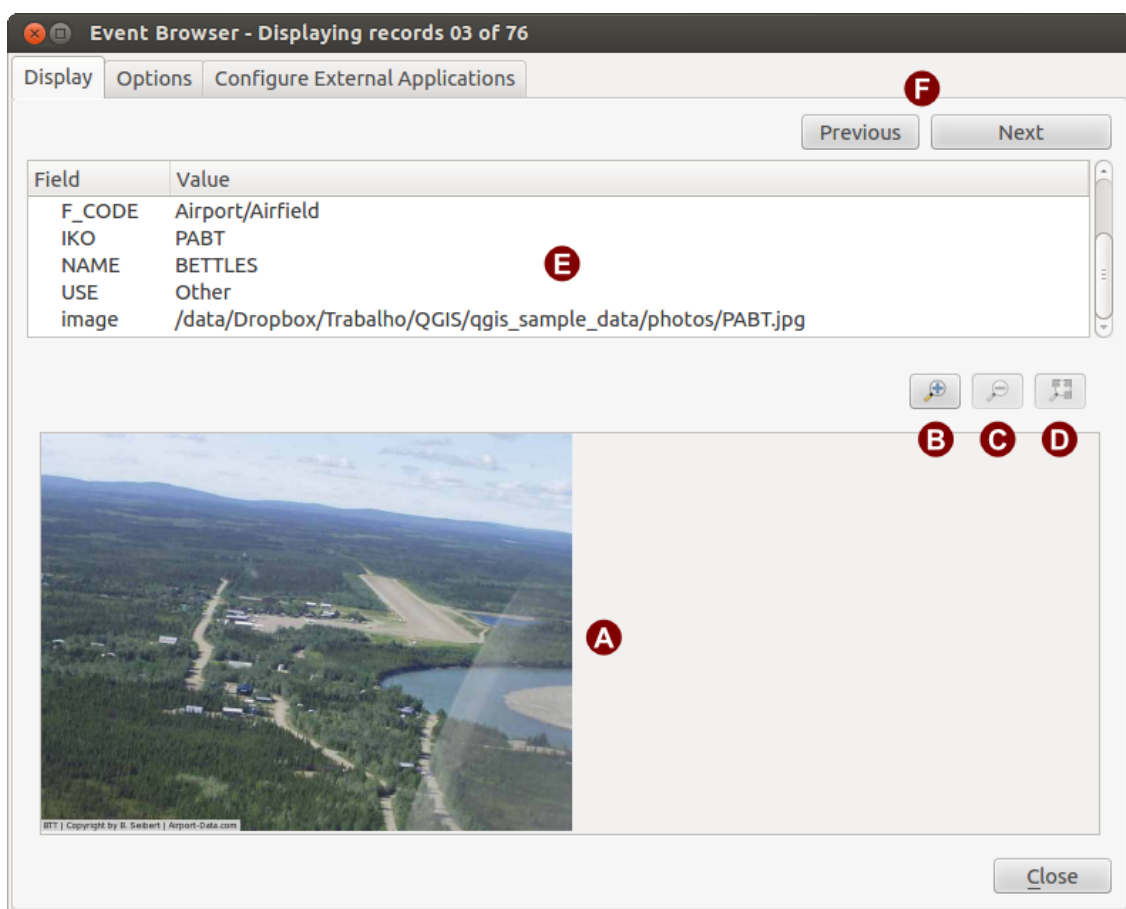 Event Browser - Displaying records 03 of 76
Display Options Configure External Applications
F
Previous Next
Field Value
F_CODE Airport/Airfield
IKO PABT
NAME BETTLES
E
USE Other
image /data/Dropbox/Trabalho/QGIS/qgis_sample_data/photos/PABT.jpg
B C D
A
BTT | Copyright by B. Seibert | Airport-Data.com
Close